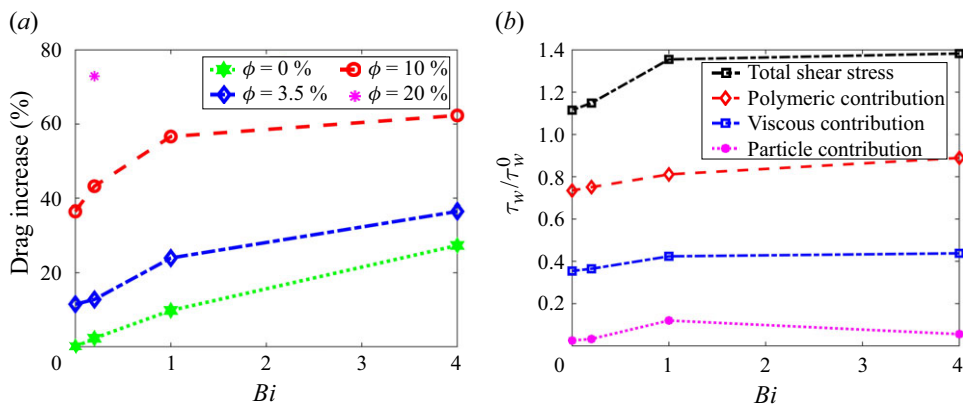 (a)
80
60
40
20
0
Drag increase (%)
ϕ = 0 %
ϕ = 10 %
ϕ = 3.5 %
ϕ = 20 %
1
2
3
4
Bi
(b)
1.4
1.2
1.0
0.8
0.6
0.4
0.2
τw/τw0
Total shear stress
Polymeric contribution
Viscous contribution
Particle contribution
0
1
2
3
4
Bi